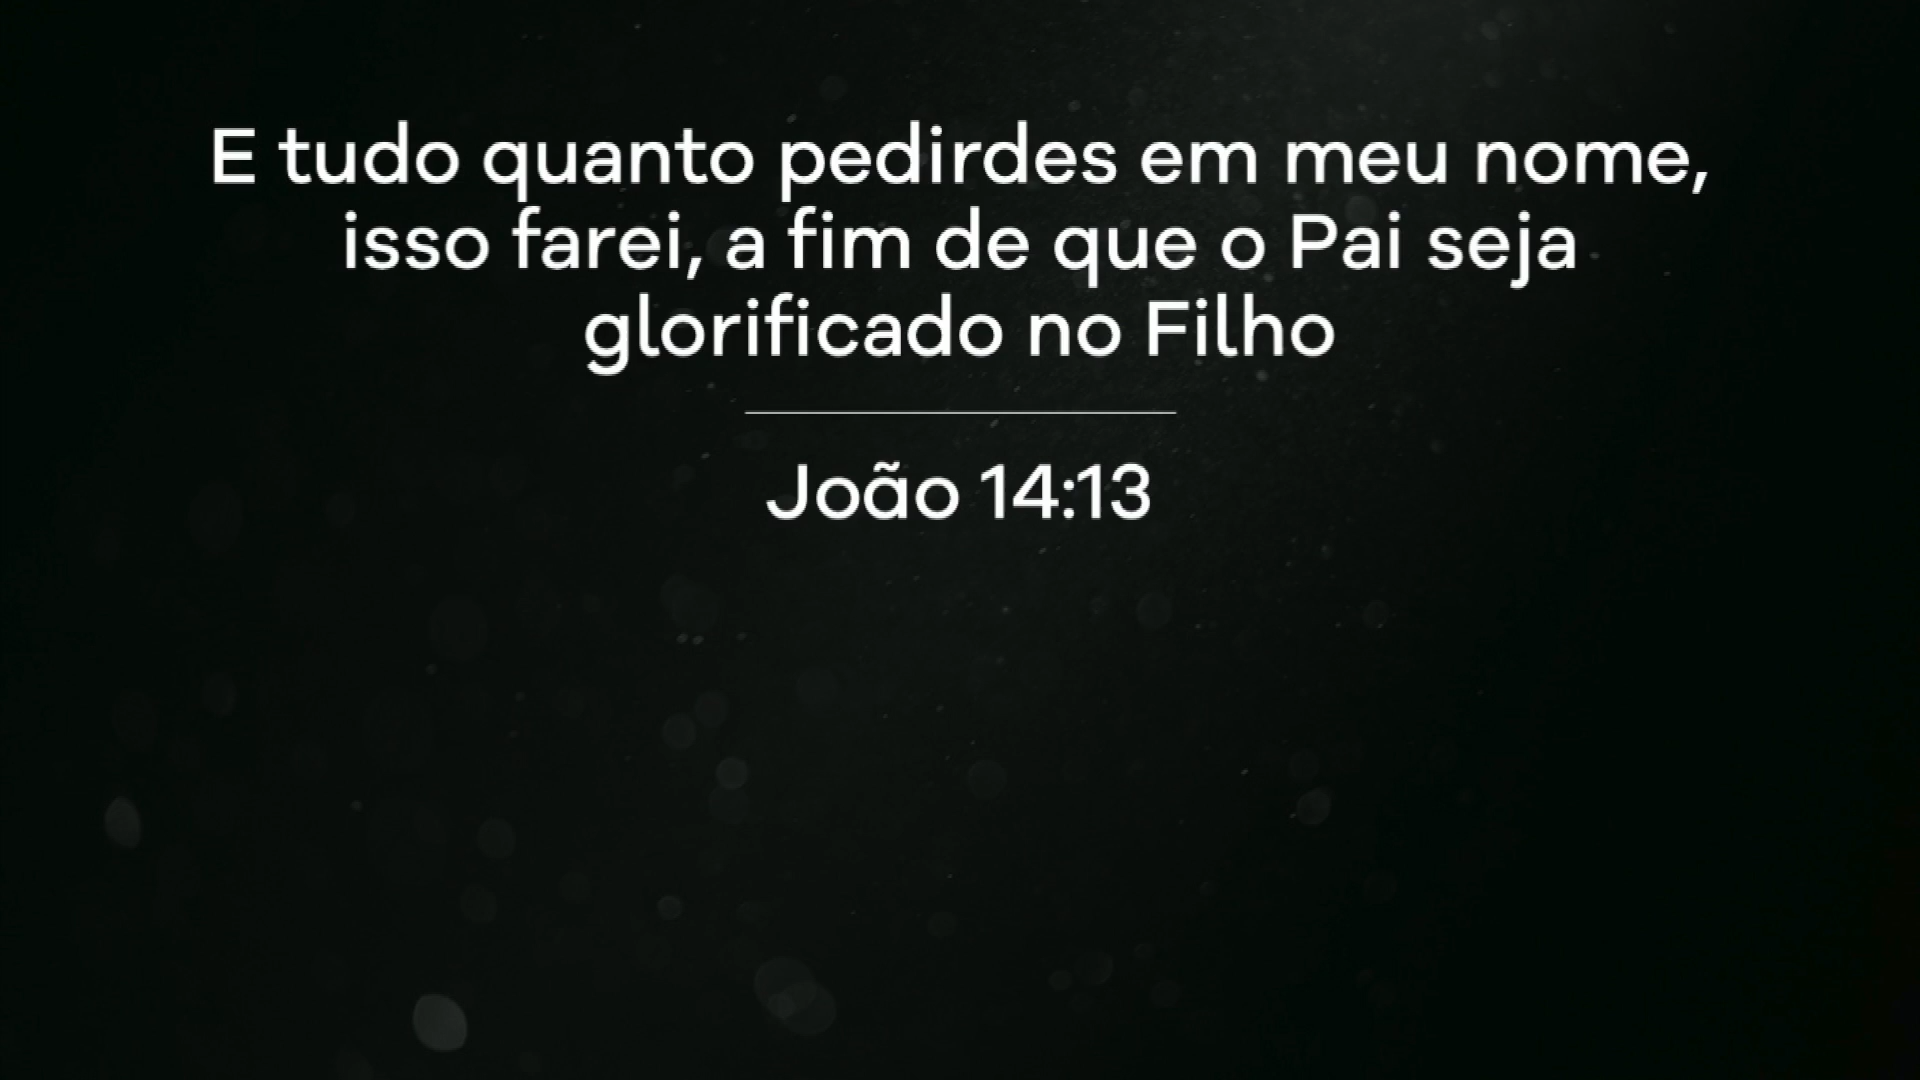 E tudo quanto pedirdes em meu nome,
isso farei, a fim de que o Pai seja
glorificado no Filho
João 14:13